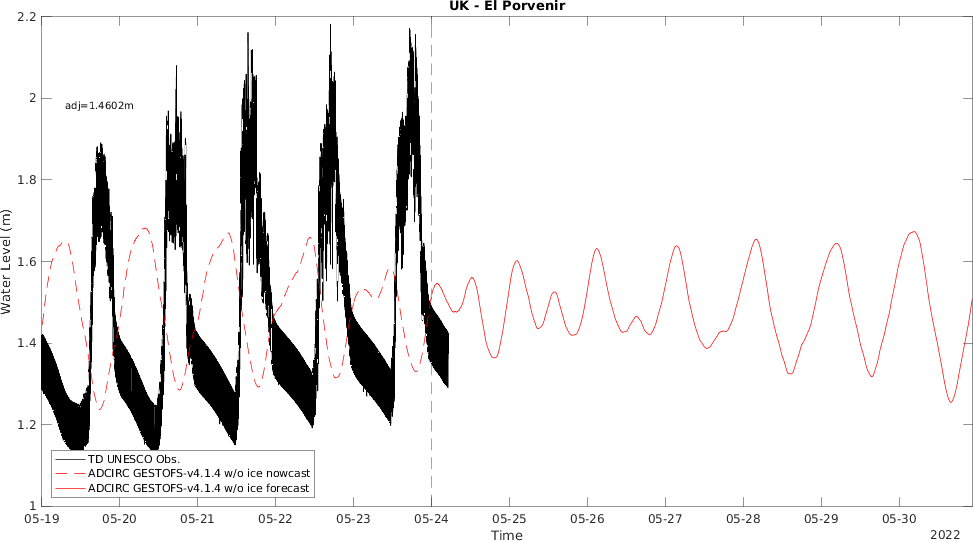 UK - El Porvenir
2.2
2
1.8
1.6
1.4
1.2
1
Water Level (m)
adj=1.4602m
TD UNESCO Obs.
ADCIRC GESTOFS-v4.1.4 w/o ice nowcast
ADCIRC GESTOFS-v4.1.4 w/o ice forecast
05-19 05-20 05-21 05-22 05-23 05-24 05-25 05-26 05-27 05-28 05-29 05-30
Time
2022